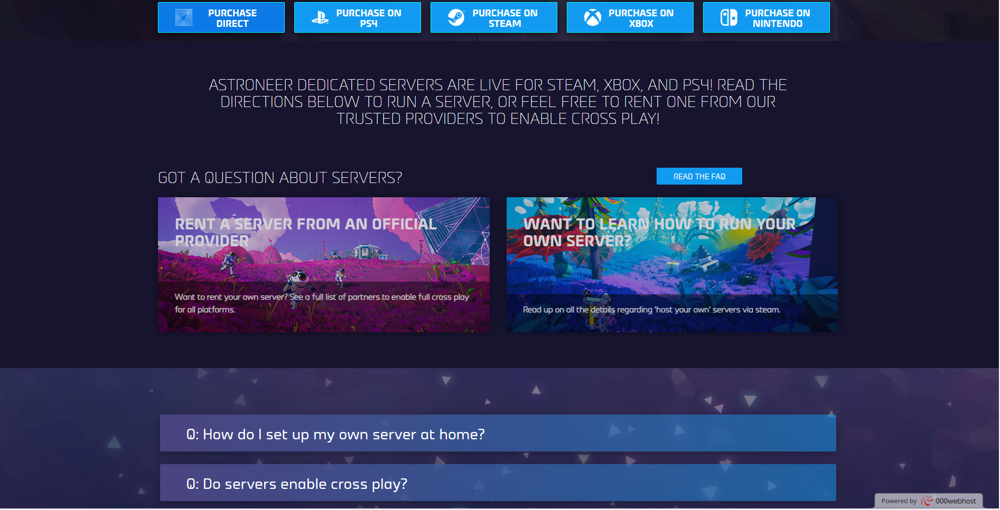 PURCHASE
DIRECT
PURCHASE ON
PS4
PURCHASE ON
STEAM
PURCHASE ON
XBOX
PURCHASE ON
NINTENDO
ASTRONEER DEDICATED SERVERS ARE LIVE FOR STEAM, XBOX, AND PS4! READ THE
DIRECTIONS BELOW TO RUN A SERVER, OR FEEL FREE TO RENT ONE FROM OUR
TRUSTED PROVIDERS TO ENABLE CROSS PLAY!
GOT A QUESTION ABOUT SERVERS?
READ THE FAQ
RENT A SERVER FROM AN OFFICIAL
PROVIDER
Want to rent your own server? See a full list of partners to enable full cross play
for all platforms.
WANT TO LEARN HOW TO RUN YOUR
OWN SERVER?
Read up on all the details regarding 'host your own' servers via steam.
Q: How do I set up my own server at home?
Q: Do servers enable cross play?
Powered by 000webhost